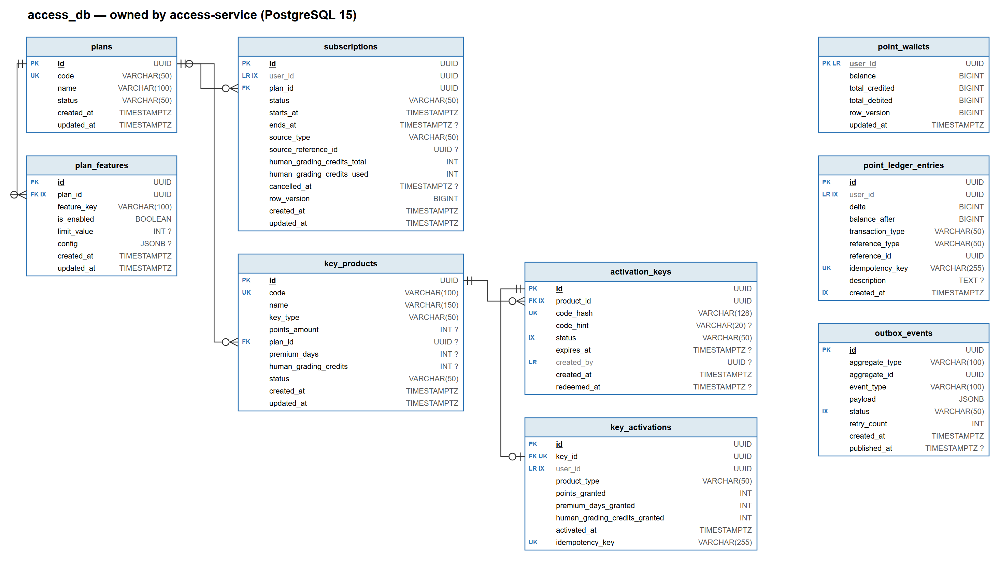 access_db — owned by access-service (PostgreSQL 15)
plans
PK id UUID
UK code VARCHAR(50)
name VARCHAR(100)
status VARCHAR(50)
created_at TIMESTAMPTZ
updated_at TIMESTAMPTZ
plan_features
PK id UUID
FK IX plan_id UUID
feature_key VARCHAR(100)
is_enabled BOOLEAN
limit_value INT ?
config JSONB ?
created_at TIMESTAMPTZ
updated_at TIMESTAMPTZ
subscriptions
PK id UUID
LR IX user_id UUID
FK plan_id UUID
status VARCHAR(50)
starts_at TIMESTAMPTZ
ends_at TIMESTAMPTZ ?
source_type VARCHAR(50)
source_reference_id UUID ?
human_grading_credits_total INT
human_grading_credits_used INT
cancelled_at TIMESTAMPTZ ?
row_version BIGINT
created_at TIMESTAMPTZ
updated_at TIMESTAMPTZ
key_products
PK id UUID
UK code VARCHAR(100)
name VARCHAR(150)
key_type VARCHAR(50)
points_amount INT ?
FK plan_id UUID ?
premium_days INT ?
human_grading_credits INT ?
status VARCHAR(50)
created_at TIMESTAMPTZ
updated_at TIMESTAMPTZ
activation_keys
PK id UUID
FK IX product_id UUID
UK code_hash VARCHAR(128)
code_hint VARCHAR(20) ?
IX status VARCHAR(50)
expires_at TIMESTAMPTZ ?
LR created_by UUID ?
created_at TIMESTAMPTZ
redeemed_at TIMESTAMPTZ ?
key_activations
PK id UUID
FK UK key_id UUID
LR IX user_id UUID
product_type VARCHAR(50)
points_granted INT
premium_days_granted INT
human_grading_credits_granted INT
activated_at TIMESTAMPTZ
UK idempotency_key VARCHAR(255)
point_wallets
PK LR user_id UUID
balance BIGINT
total_credited BIGINT
total_debited BIGINT
row_version BIGINT
updated_at TIMESTAMPTZ
point_ledger_entries
PK id UUID
LR IX user_id UUID
delta BIGINT
balance_after BIGINT
transaction_type VARCHAR(50)
reference_type VARCHAR(50)
reference_id UUID
UK idempotency_key VARCHAR(255)
description TEXT ?
IX created_at TIMESTAMPTZ
outbox_events
PK id UUID
aggregate_type VARCHAR(100)
aggregate_id UUID
event_type VARCHAR(100)
payload JSONB
IX status VARCHAR(50)
retry_count INT
created_at TIMESTAMPTZ
published_at TIMESTAMPTZ ?